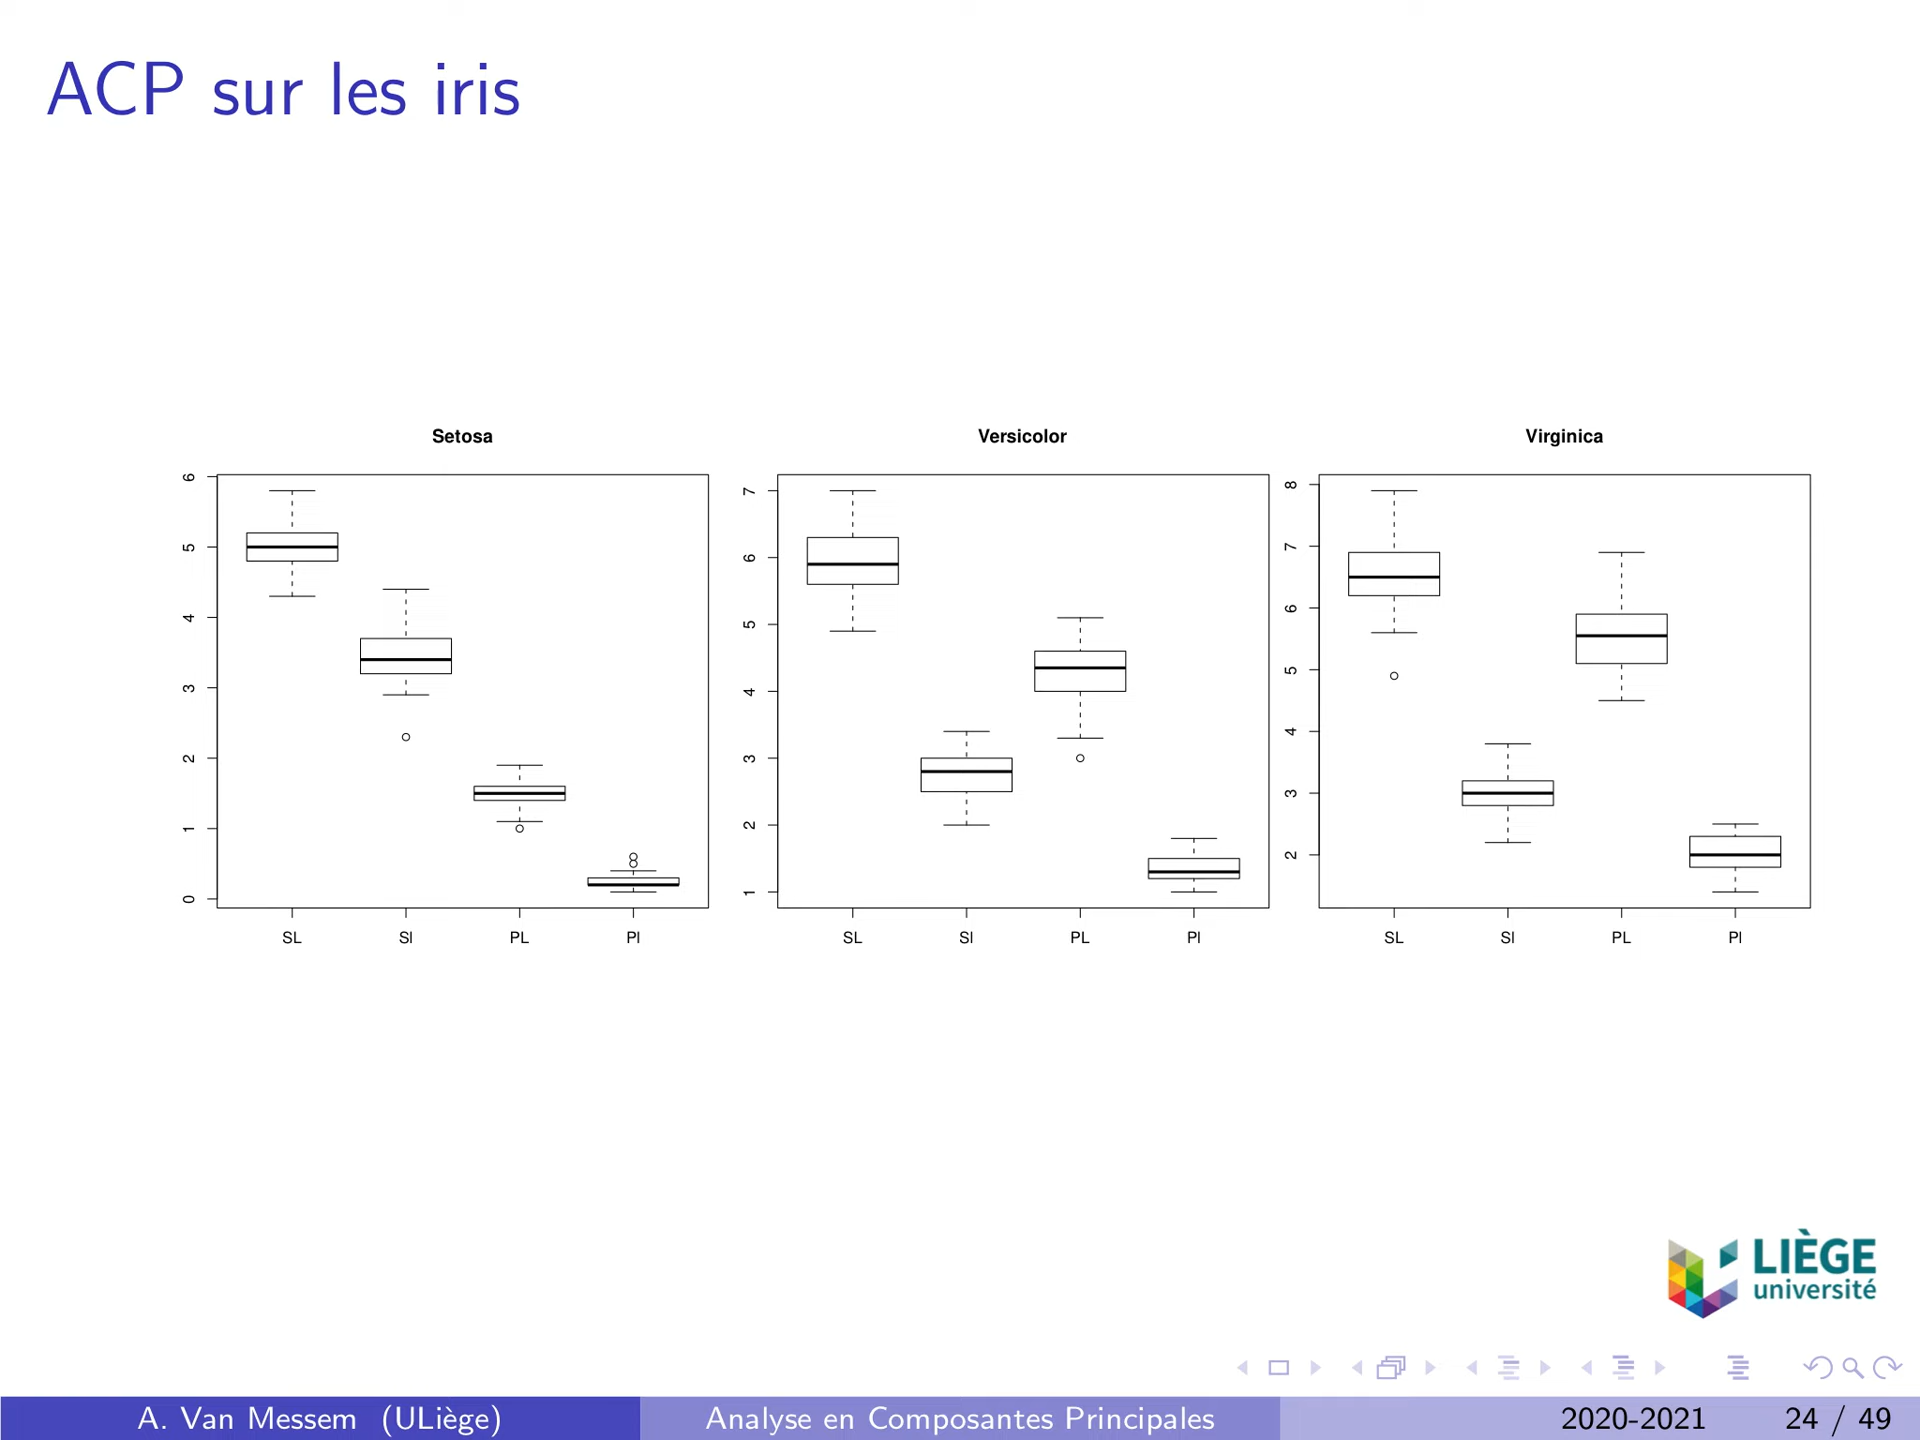 ACP sur les iris
Setosa
6
5
4
3
2
1
0
SL Sl PL Pl
Versicolor
7
6
5
4
3
2
1
SL Sl PL Pl
Virginica
8
7
6
5
4
3
2
SL Sl PL Pl
LIÈGE
université
A. Van Messem (ULiège) Analyse en Composantes Principales 2020-2021 24 / 49